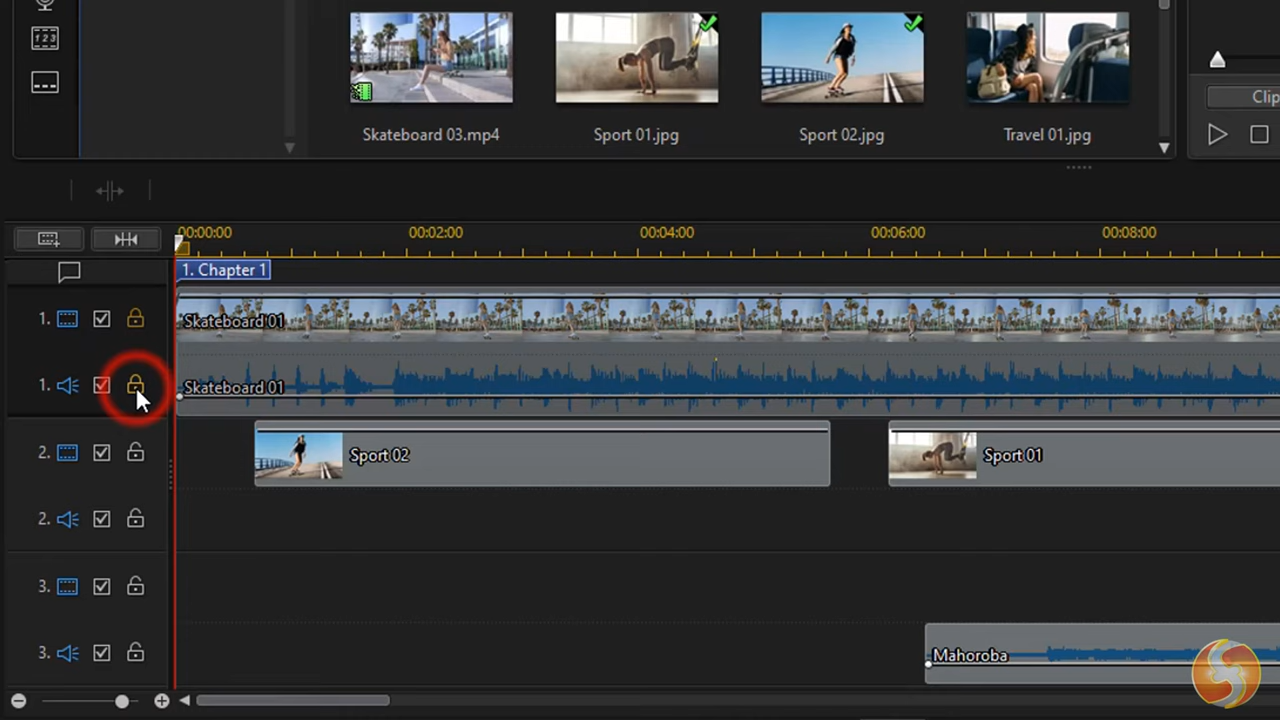 123
Skateboard 03.mp4
Sport 01.jpg
Sport 02.jpg
Travel 01.jpg
Clip
00:00:00
00:02:00
00:04:00
00:06:00
00:08:00
1. Chapter 1
1.
Skateboard 01
1.
Skateboard 01
2.
Sport 02
Sport 01
2.
3.
3.
Mahoroba